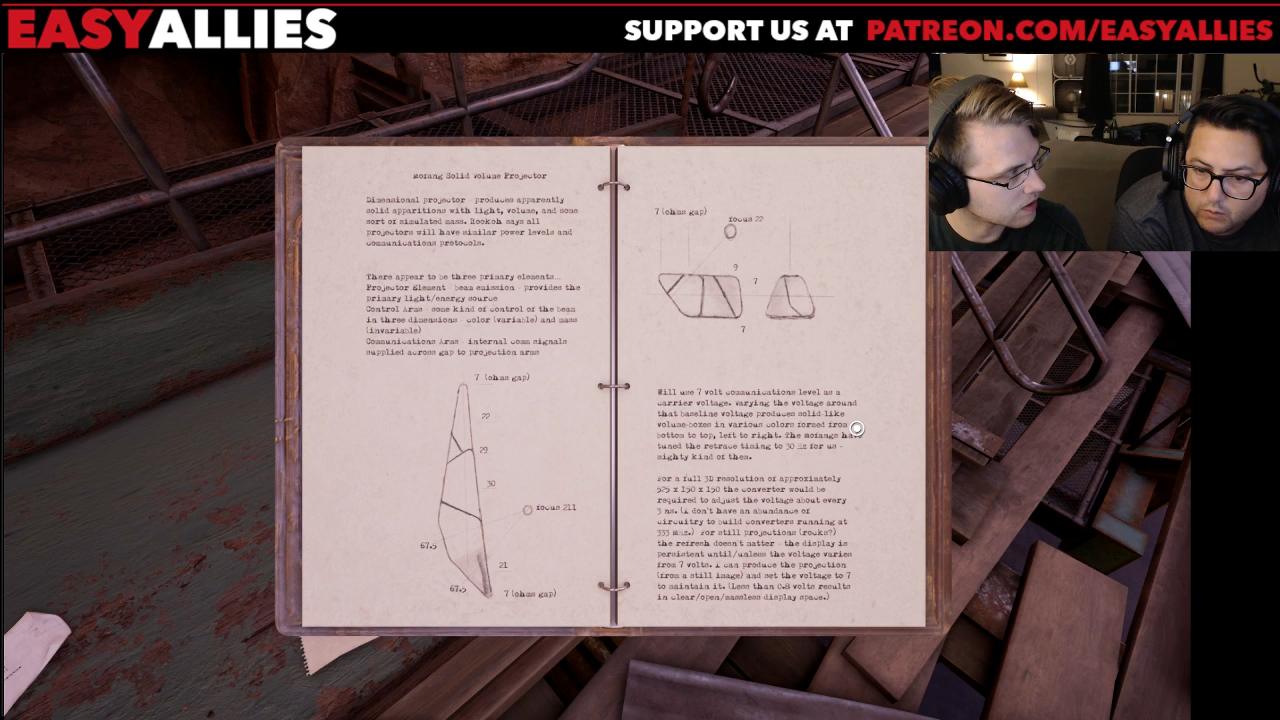 EASYALLIES
SUPPORT US AT PATREON.COM/EASYALLIES
Mofang Solid Volume Projector
Dimensional projector - produces apparently
solid apparitions with light, volume, and some
sort of simulated mass. Rookoh says all
projectors will have similar power levels and
communications protocols.
There appear to be three primary elements...
Projector Element - beam emission - provides the
primary light/energy source
Control Arms - some kind of control of the beam
in three dimensions - color (variable) and mass
(invariable)
Communications Arms - internal comm signals
supplied across gap to projection arms
7 (ohms gap)
22
29
30
focus 211
67.5
21
67.5
7 (ohms gap)
7 (ohms gap)
focus 22
9
7
7
Will use 7 volt communications level as a
carrier voltage. Varying the voltage around
that baseline voltage produces solid-like
volume-boxes in various colors formed from
bottom to top, left to right. The mofangs have
tuned the retrace timing to 30 Hz for us -
mighty kind of them.
For a full 3D resolution of approximately
525 x 150 x 150 the converter would be
required to adjust the voltage about every
3 ns. (I don't have an abundance of
circuitry to build converters running at
333 MHz.) For still projections (rocks?)
the refresh doesn't matter - the display is
persistent until/unless the voltage varies
from 7 volts. I can produce the projection
(from a still image) and set the voltage to 7
to maintain it. (Less than 0.8 volts results
in clear/open/massless display space.)